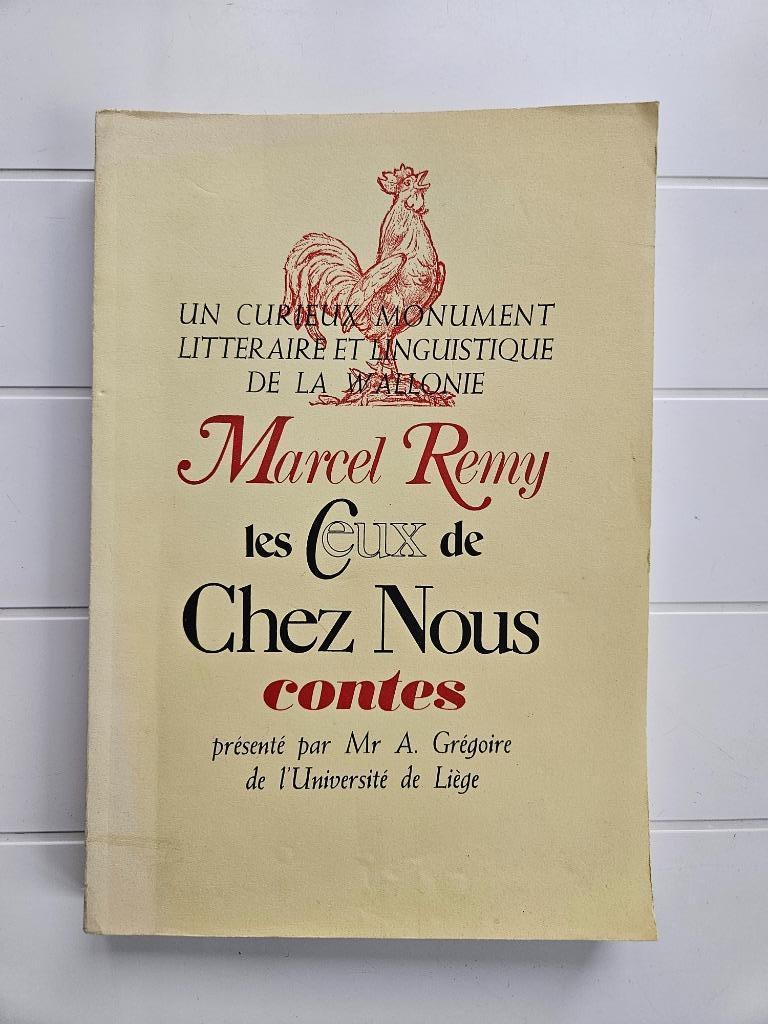 UN CURIEUX MONUMENT
LITTERAIRE ET LINGUISTIQUE
DE LA WALLONIE
Marcel Remy
les Ceux de
Chez Nous
contes
présenté par Mr A. Grégoire
de l'Université de Liège